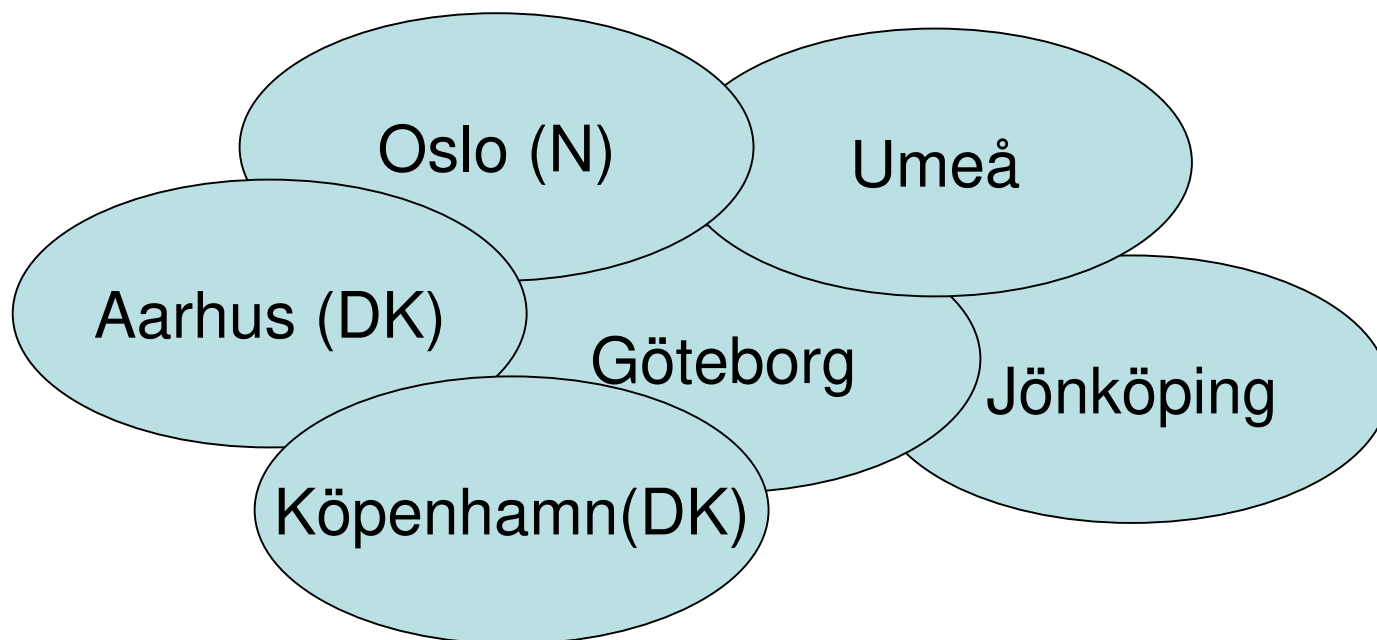 Oslo (N)
Umeå
Aarhus (DK)
Göteborg
Jönköping
Köpenhamn(DK)